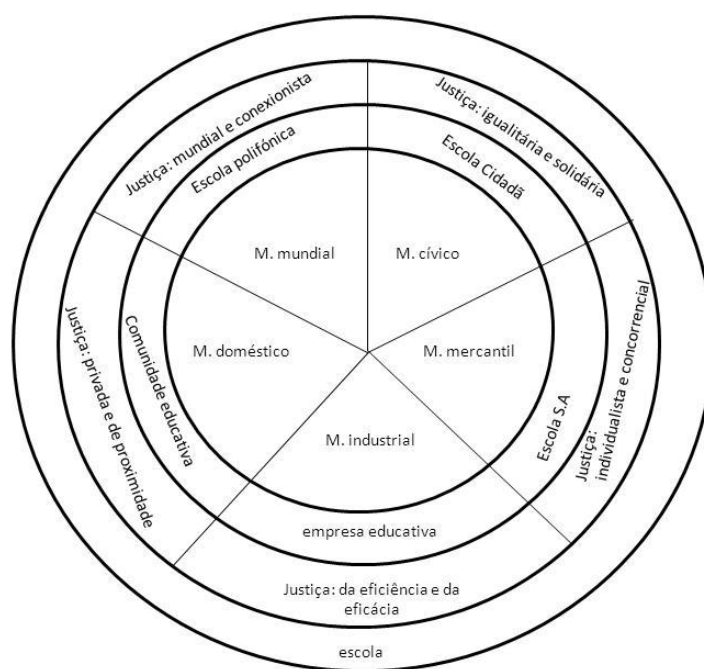 Justiça: mundial e conexionista
Justiça: igualitária e solidária
Escola polifónica
Escola Cidadã
M. mundial
M. cívico
Justiça: privada e de proximidade
Comunidade educativa
M. doméstico
M. mercantil
Escola S.A
Justiça:
individualista e concorrencial
M. industrial
empresa educativa
Justiça: da eficiência e da
eficácia
escola